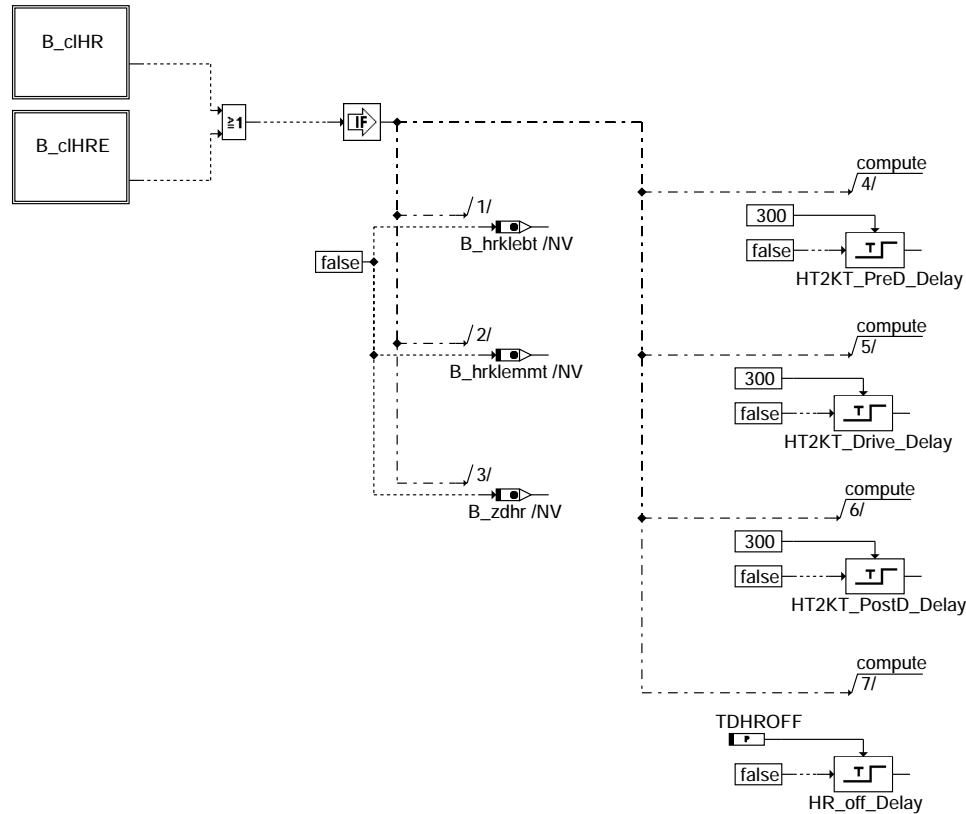 B_clHR
B_clHRE
≥1
IF
compute
4/
300
false
T
HT2KT_PreD_Delay
1/
B_hrklebt /NV
false
2/
B_hrklemmt /NV
compute
5/
300
false
T
HT2KT_Drive_Delay
3/
B_zdhr /NV
compute
6/
300
false
T
HT2KT_PostD_Delay
compute
7/
TDHROFF
P
false
T
HR_off_Delay